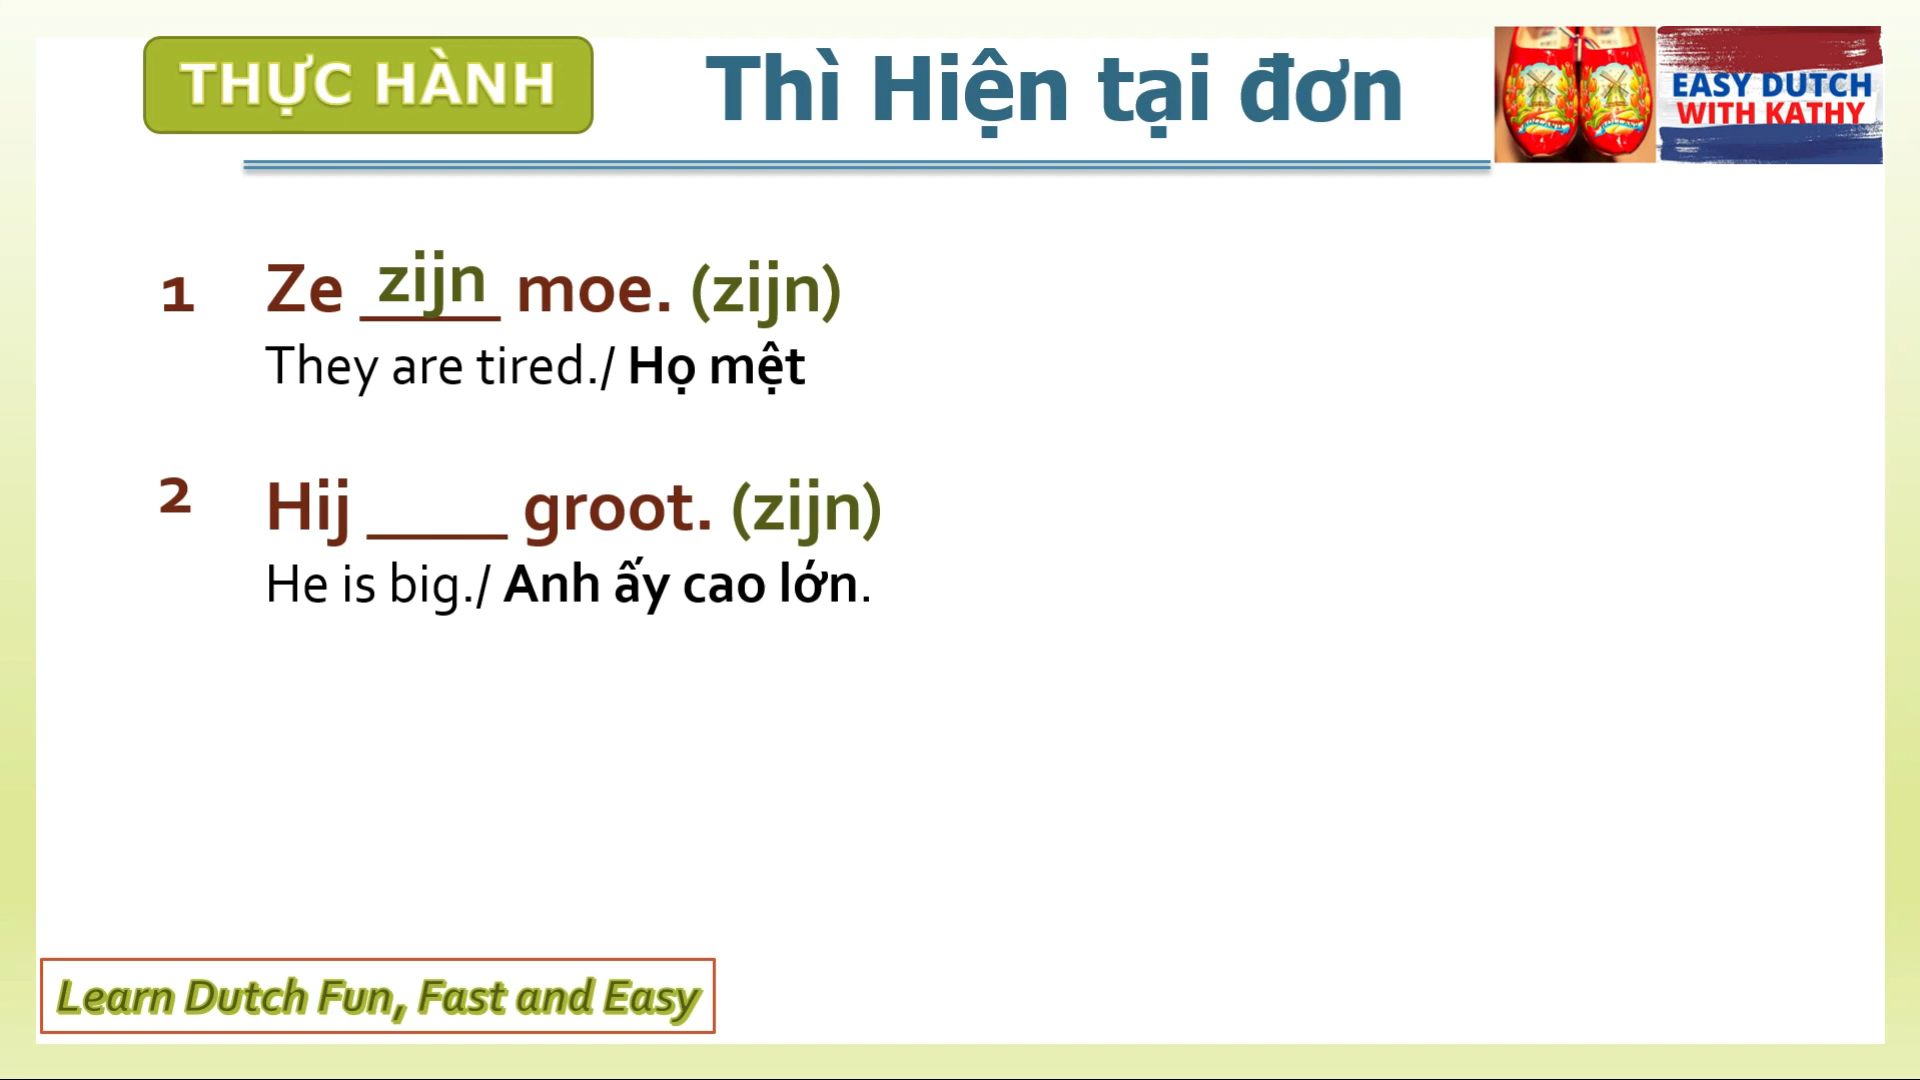 THỰC HÀNH
Thì Hiện tại đơn
EASY DUTCH
WITH KATHY
1 Ze zijn moe. (zijn)
They are tired./ Họ mệt
2 Hij _____ groot. (zijn)
He is big./ Anh ấy cao lớn.
Learn Dutch Fun, Fast and Easy